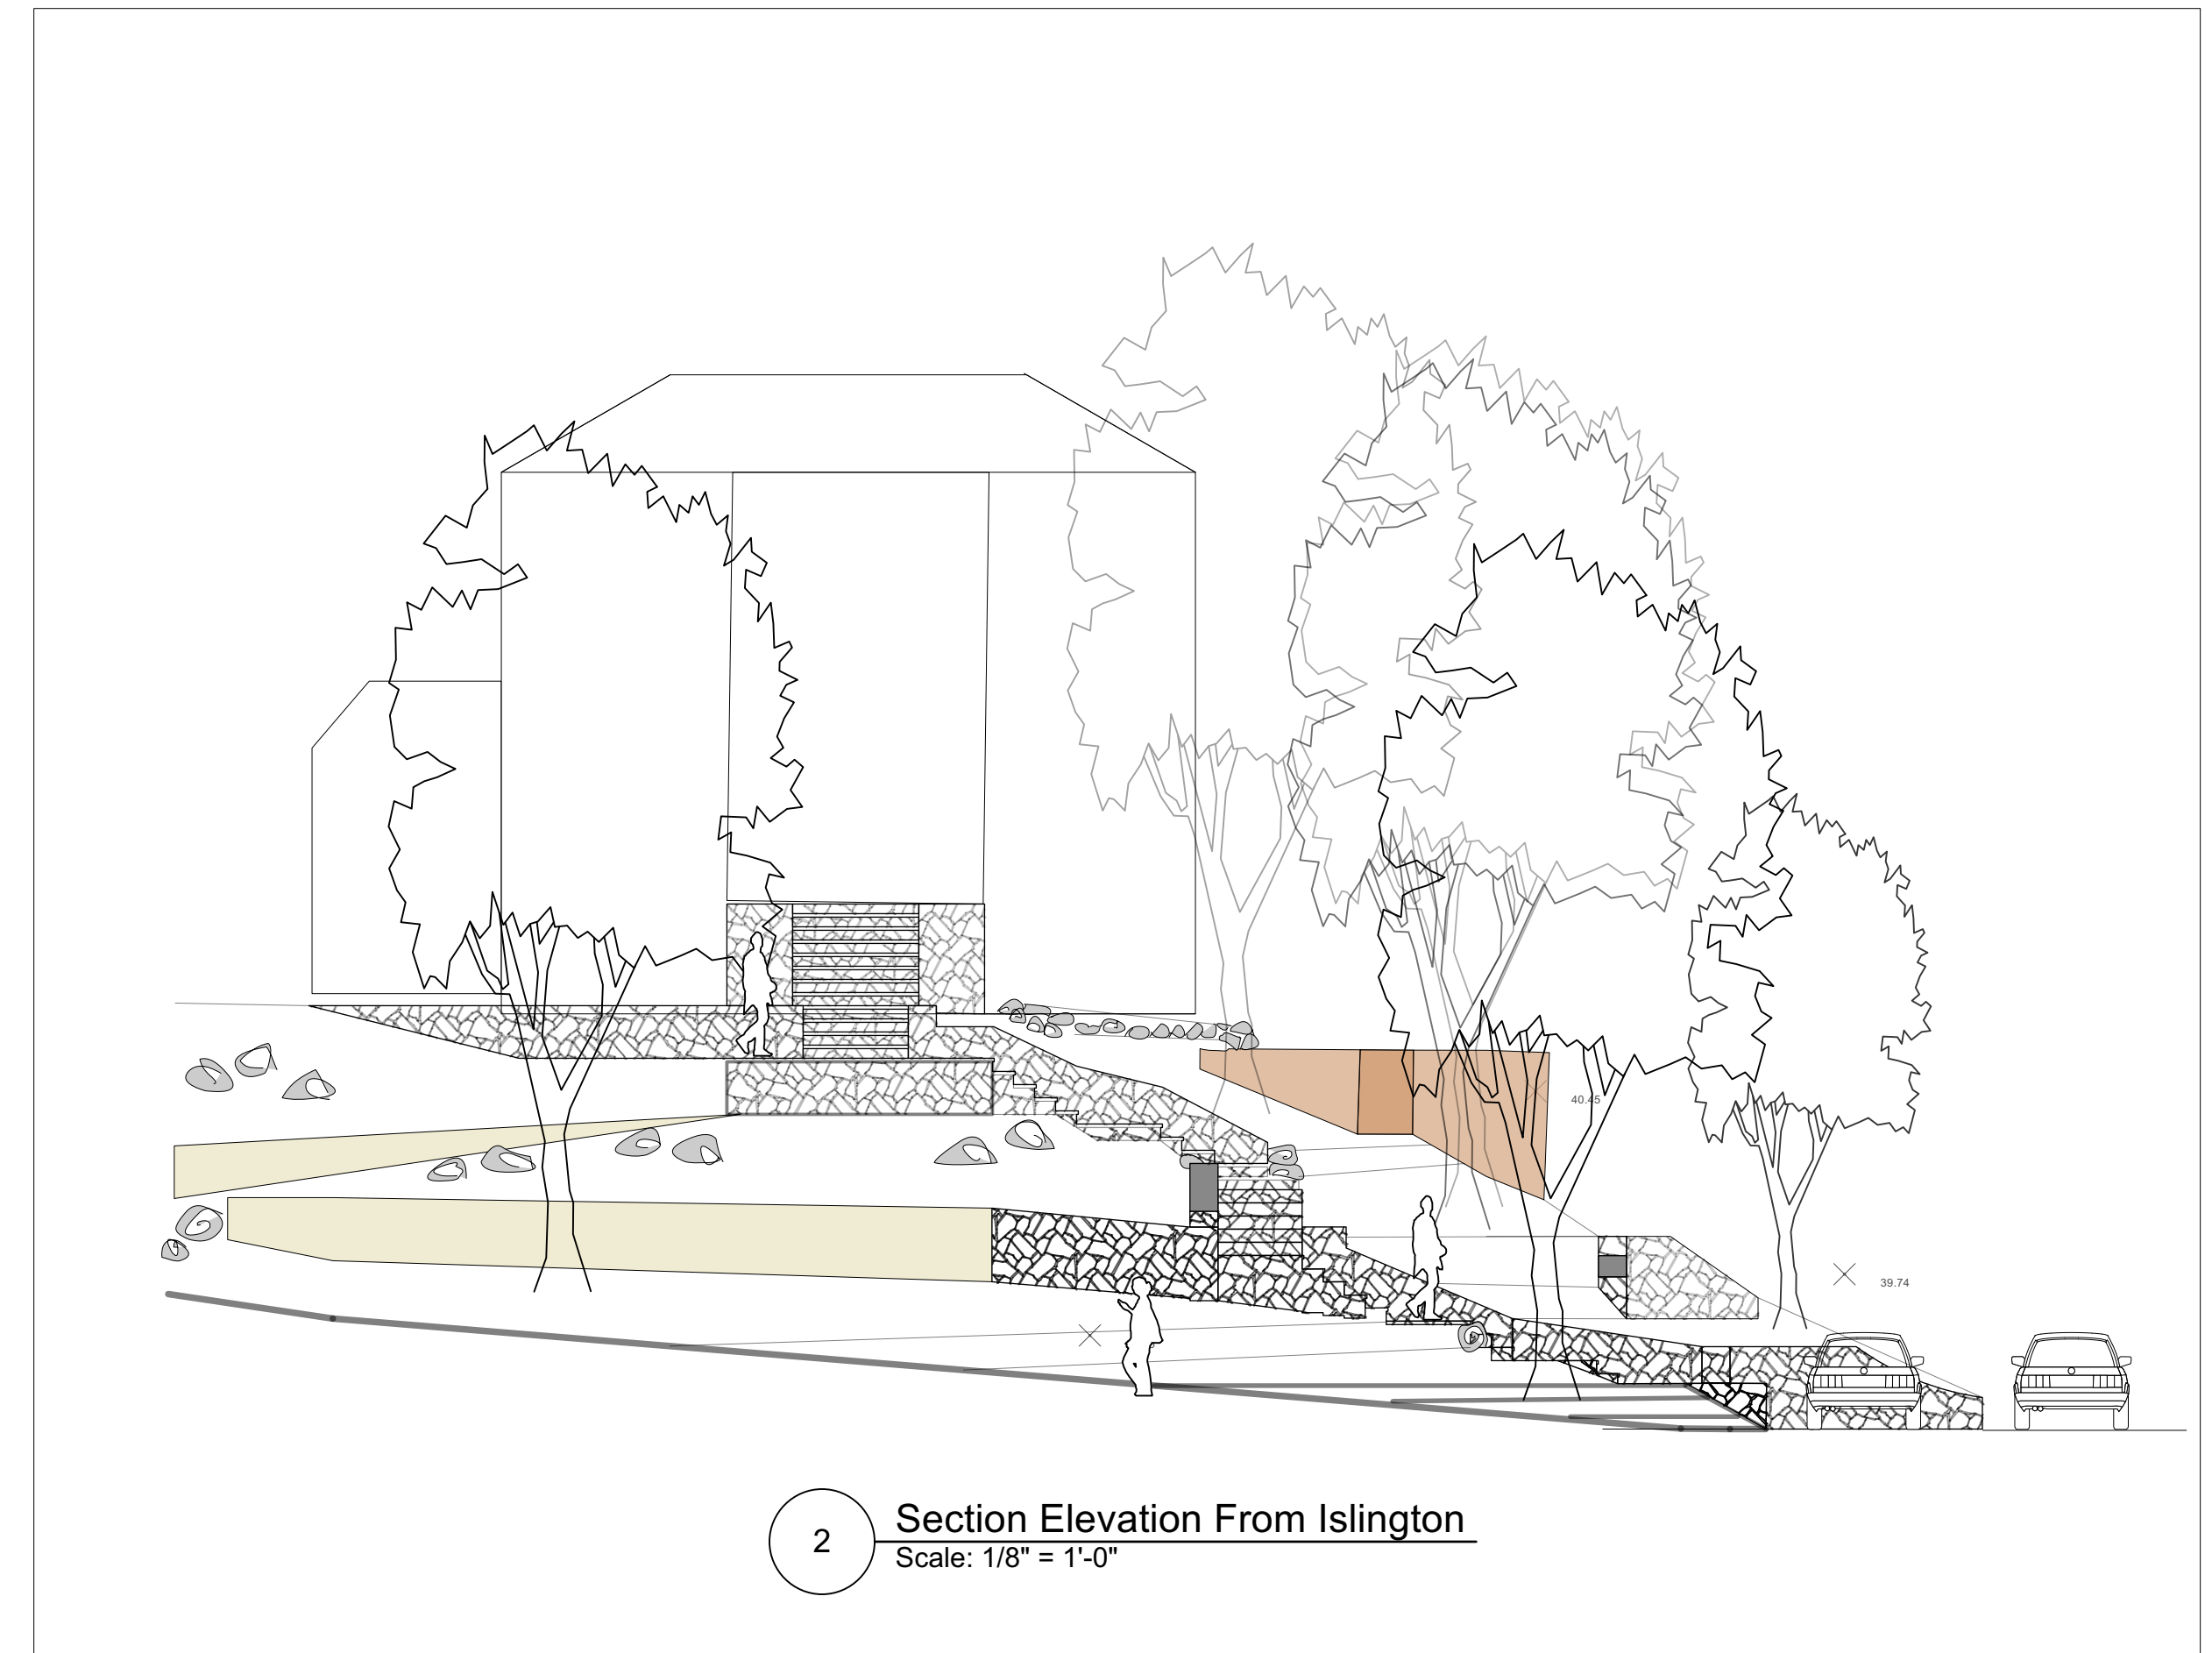 40.45
39.74
2
Section Elevation From Islington
Scale: 1/8" = 1'-0"